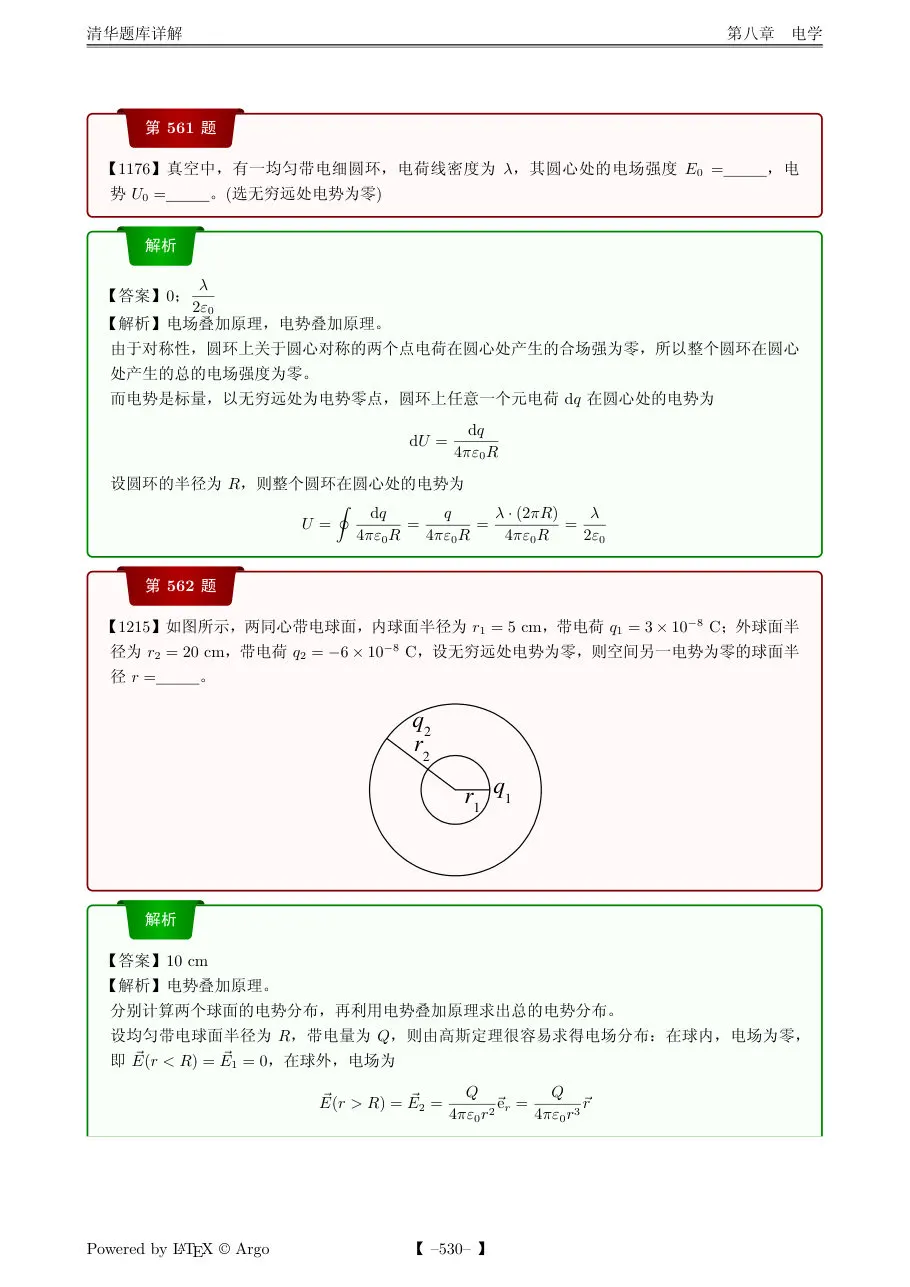 清华题库详解 第八章 电学
第 561 题
【1176】真空中，有一均匀带电细圆环，电荷线密度为 λ，其圆心处的电场强度 E₀ =_____，电
势 U₀ =_____。(选无穷远处电势为零)
解析
【答案】0；λ/2ε₀
【解析】电场叠加原理，电势叠加原理。
由于对称性，圆环上关于圆心对称的两个点电荷在圆心处产生的合场强为零，所以整个圆环在圆心
处产生的总的电场强度为零。
而电势是标量，以无穷远处为电势零点，圆环上任意一个元电荷 dq 在圆心处的电势为
dU = dq/4πε₀R
设圆环的半径为 R，则整个圆环在圆心处的电势为
U = ∮ dq/4πε₀R = q/4πε₀R = λ·(2πR)/4πε₀R = λ/2ε₀
第 562 题
【1215】如图所示，两同心带电球面，内球面半径为 r₁ = 5 cm，带电荷 q₁ = 3 × 10⁻⁸ C；外球面半
径为 r₂ = 20 cm，带电荷 q₂ = −6 × 10⁻⁸ C，设无穷远处电势为零，则空间另一电势为零的球面半
径 r =_____。
q₂
r₂
r₁ q₁
解析
【答案】10 cm
【解析】电势叠加原理。
分别计算两个球面的电势分布，再利用电势叠加原理求出总的电势分布。
设均匀带电球面半径为 R，带电量为 Q，则由高斯定理很容易求得电场分布：在球内，电场为零，
即 E⃗(r < R) = E⃗₁ = 0，在球外，电场为
E⃗(r > R) = E⃗₂ = Q/4πε₀r² e⃗ᵣ = Q/4πε₀r³ r⃗
Powered by LATEX © Argo 【 –530– 】